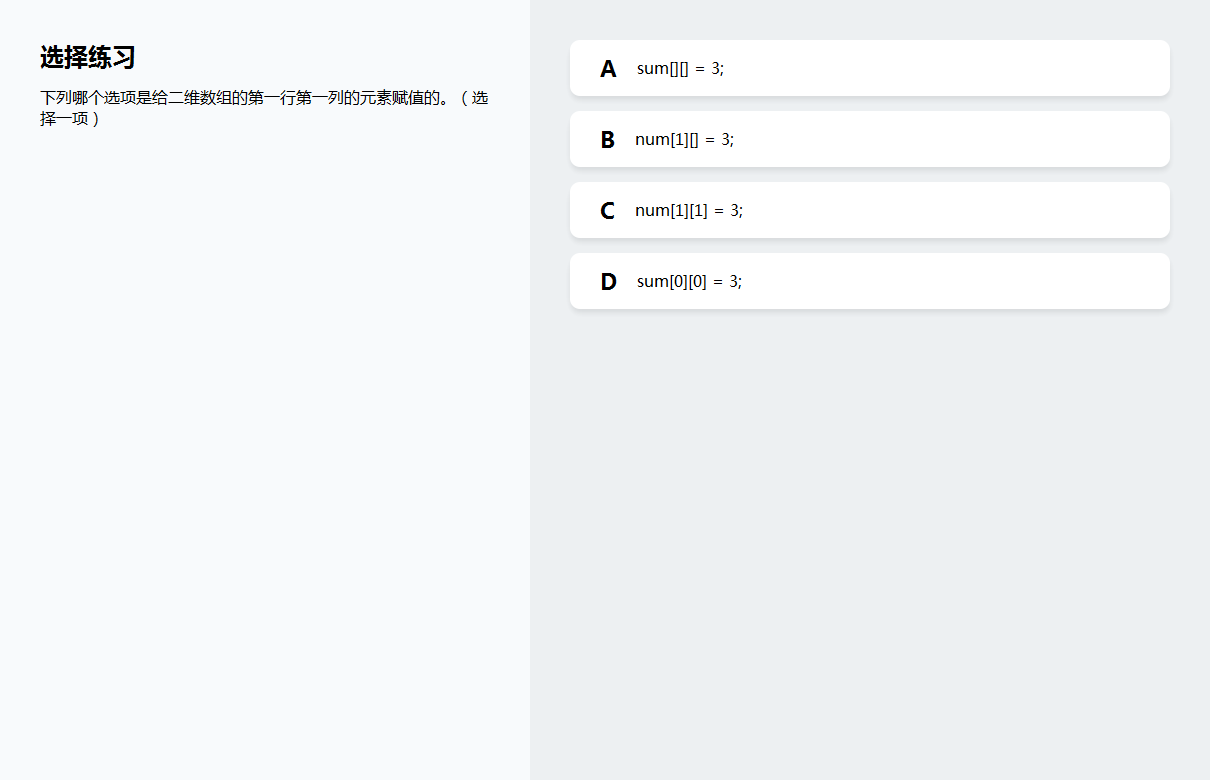 选择练习
下列哪个选项是给二维数组的第一行第一列的元素赋值的。（选
择一项）
A sum[][] = 3;
B num[1][] = 3;
C num[1][1] = 3;
D sum[0][0] = 3;